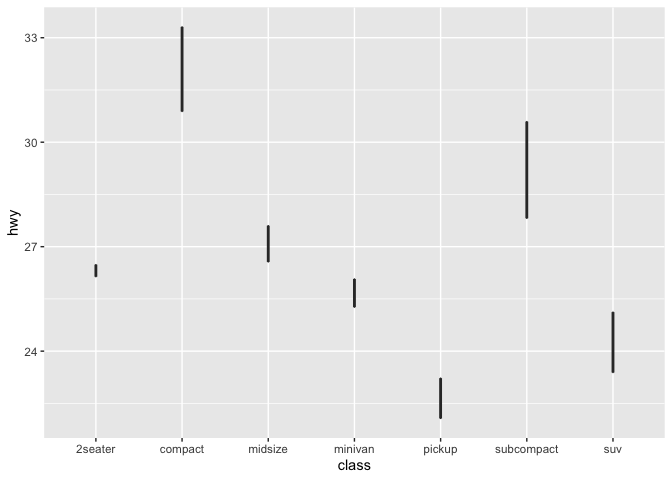 33
30
27
24
hwy
2seater compact midsize minivan pickup subcompact suv
class